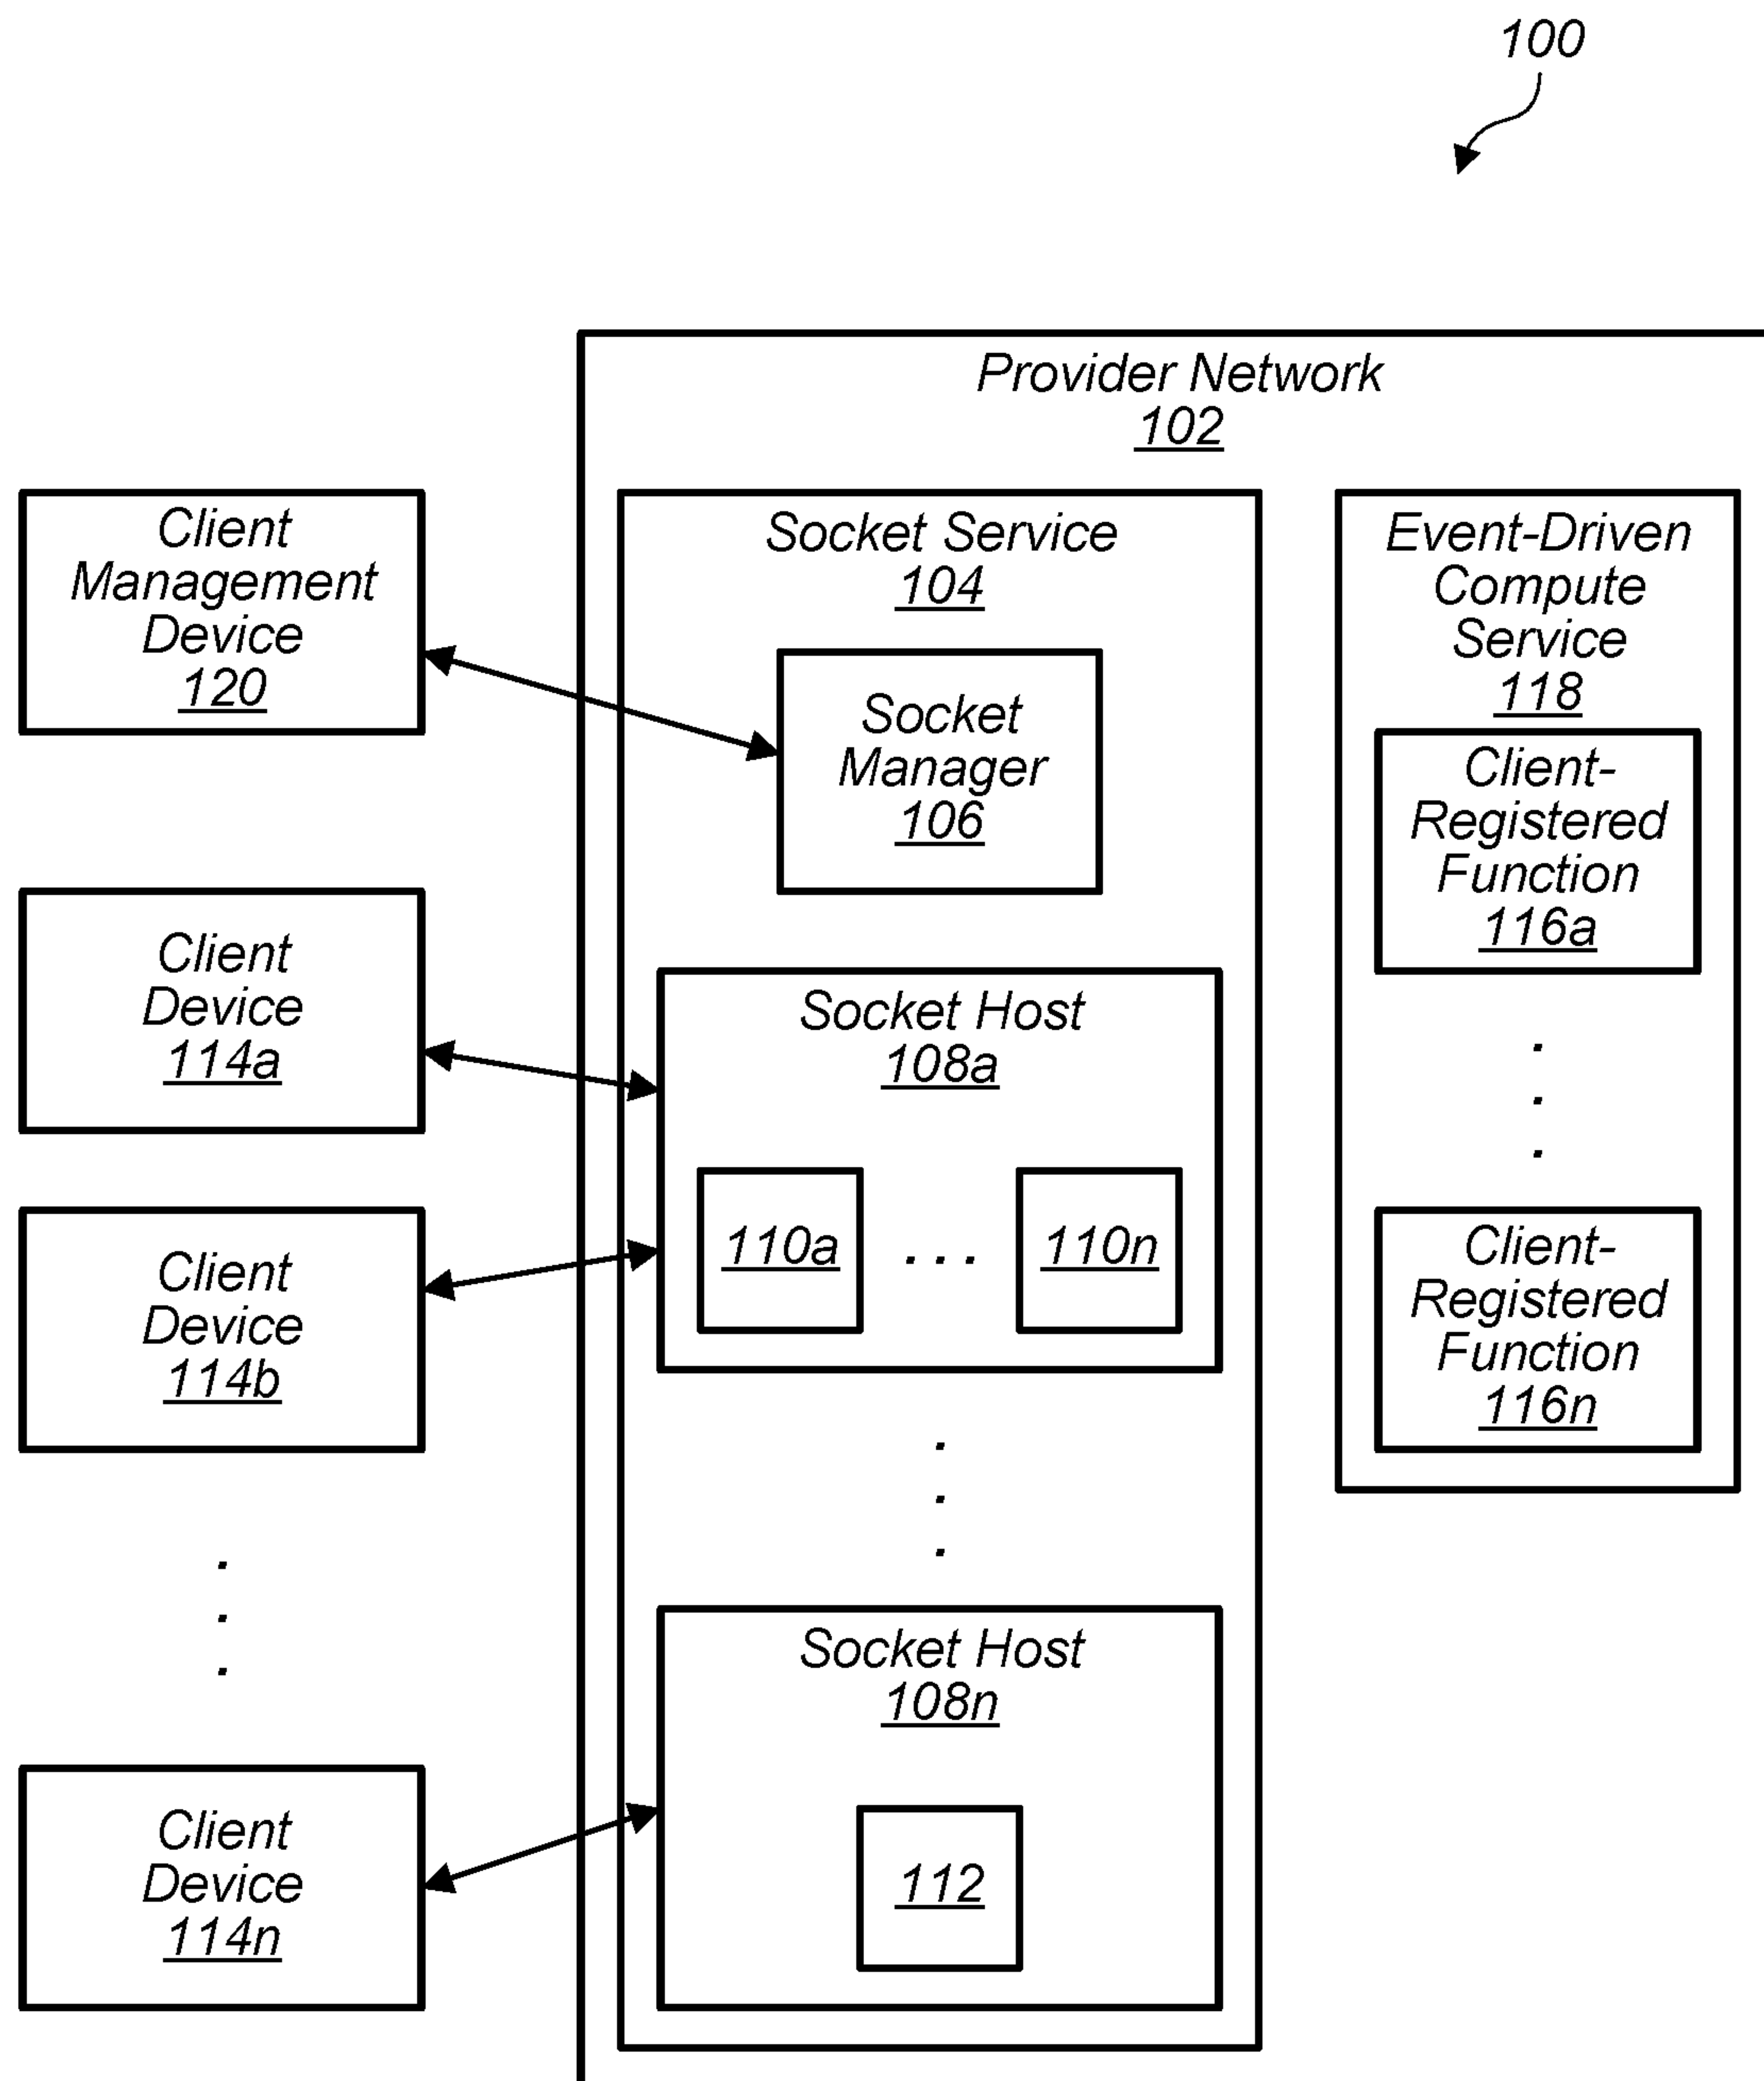 100
Provider Network
102
Client
Management
Device
120
Socket Service
104
Socket
Manager
106
Event-Driven
Compute
Service
118
Client-
Registered
Function
116a
.
.
.
Client-
Registered
Function
116n
Client
Device
114a
Socket Host
108a
110a ... 110n
Client
Device
114b
.
.
.
.
.
.
Socket Host
108n
112
Client
Device
114n